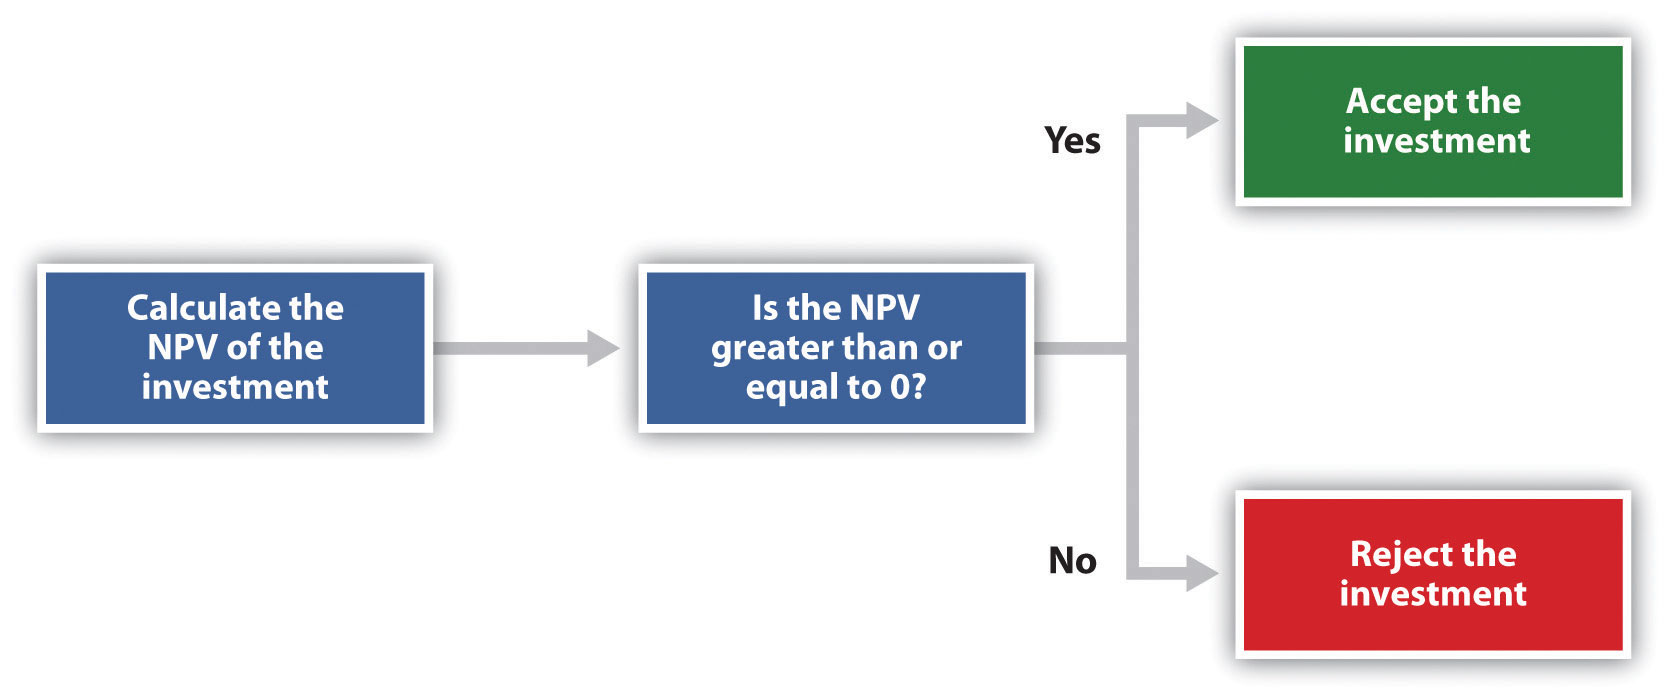 Calculate the
NPV of the
investment
Is the NPV
greater than or
equal to 0?
Yes
Accept the
investment
No
Reject the
investment